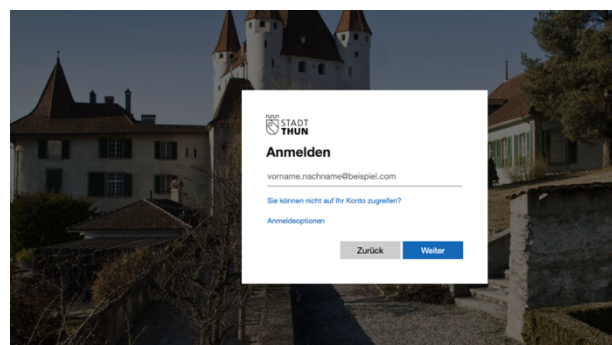 STADT
THUN
Anmelden
vorname.nachname@beispiel.com
Sie können nicht auf Ihr Konto zugreifen?
Anmeldeoptionen
Zurück
Weiter